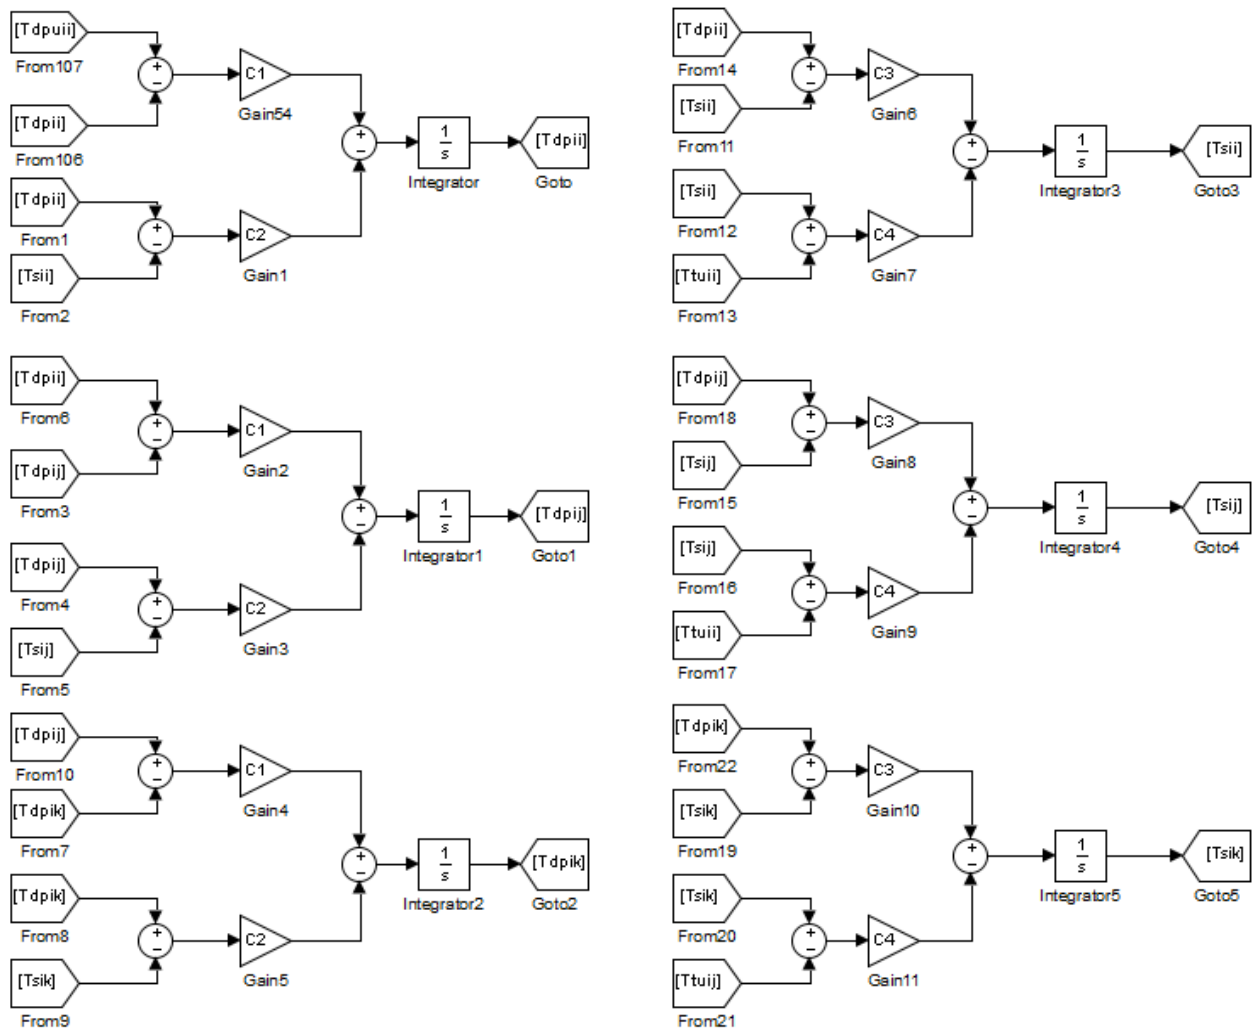 [Tdpuii]
From107
+
−
C1
Gain54
[Tdpii]
From106
+
−
1
s
Integrator
[Tdpii]
Goto
[Tdpii]
From1
+
−
C2
Gain1
[Tsii]
From2
[Tdpii]
From14
+
−
C3
Gain6
[Tsii]
From11
+
−
1
s
Integrator3
[Tsii]
Goto3
[Tsii]
From12
+
−
C4
Gain7
[Ttuii]
From13
[Tdpii]
From6
+
−
C1
Gain2
[Tdpij]
From3
+
−
1
s
Integrator1
[Tdpij]
Goto1
[Tdpij]
From4
+
−
C2
Gain3
[Tsij]
From5
[Tdpij]
From18
+
−
C3
Gain8
[Tsij]
From15
+
−
1
s
Integrator4
[Tsij]
Goto4
[Tsij]
From16
+
−
C4
Gain9
[Ttuii]
From17
[Tdpij]
From10
+
−
C1
Gain4
[Tdpik]
From7
+
−
1
s
Integrator2
[Tdpik]
Goto2
[Tdpik]
From8
+
−
C2
Gain5
[Tsik]
From9
[Tdpik]
From22
+
−
C3
Gain10
[Tsik]
From19
+
−
1
s
Integrator5
[Tsik]
Goto5
[Tsik]
From20
+
−
C4
Gain11
[Ttuij]
From21